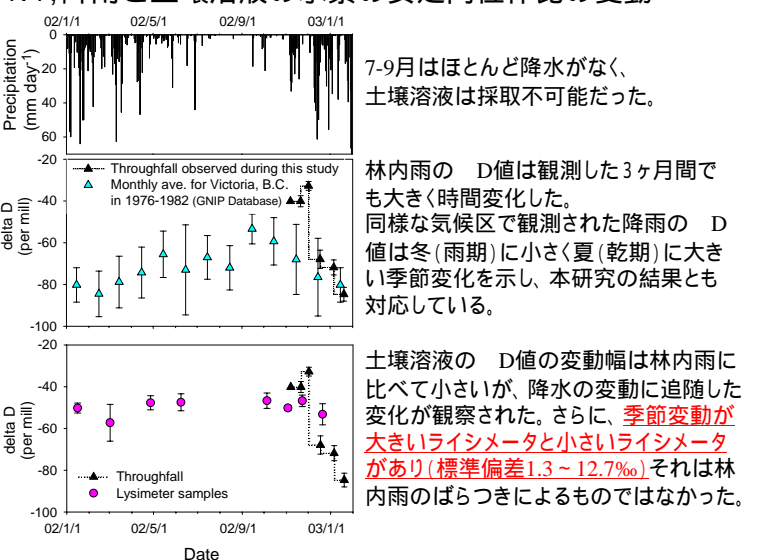 02/1/1 02/5/1 02/9/1 03/1/1
Precipitation
(mm day-1)
0
20
40
60
7-9月はほとんど降水がなく、
土壌溶液は採取不可能だった。
-20
-40
-60
-80
-100
delta D
(per mill)
Throughfall observed during this study
Monthly ave. for Victoria, B.C.
in 1976-1982 (GNIP Database)
林内雨の　D値は観測した3ヶ月間で
も大きく時間変化した。
同様な気候区で観測された降雨の　D
値は冬(雨期)に小さく夏(乾期)に大き
い季節変化を示し、本研究の結果とも
対応している。
-20
-40
-60
-80
-100
delta D
(per mill)
Throughfall
Lysimeter samples
02/1/1 02/5/1 02/9/1 03/1/1
Date
土壌溶液の　D値の変動幅は林内雨に
比べて小さいが、降水の変動に追随した
変化が観察された。さらに、季節変動が
大きいライシメータと小さいライシメータ
があり(標準偏差1.3～12.7‰)それは林
内雨のばらつきによるものではなかった。